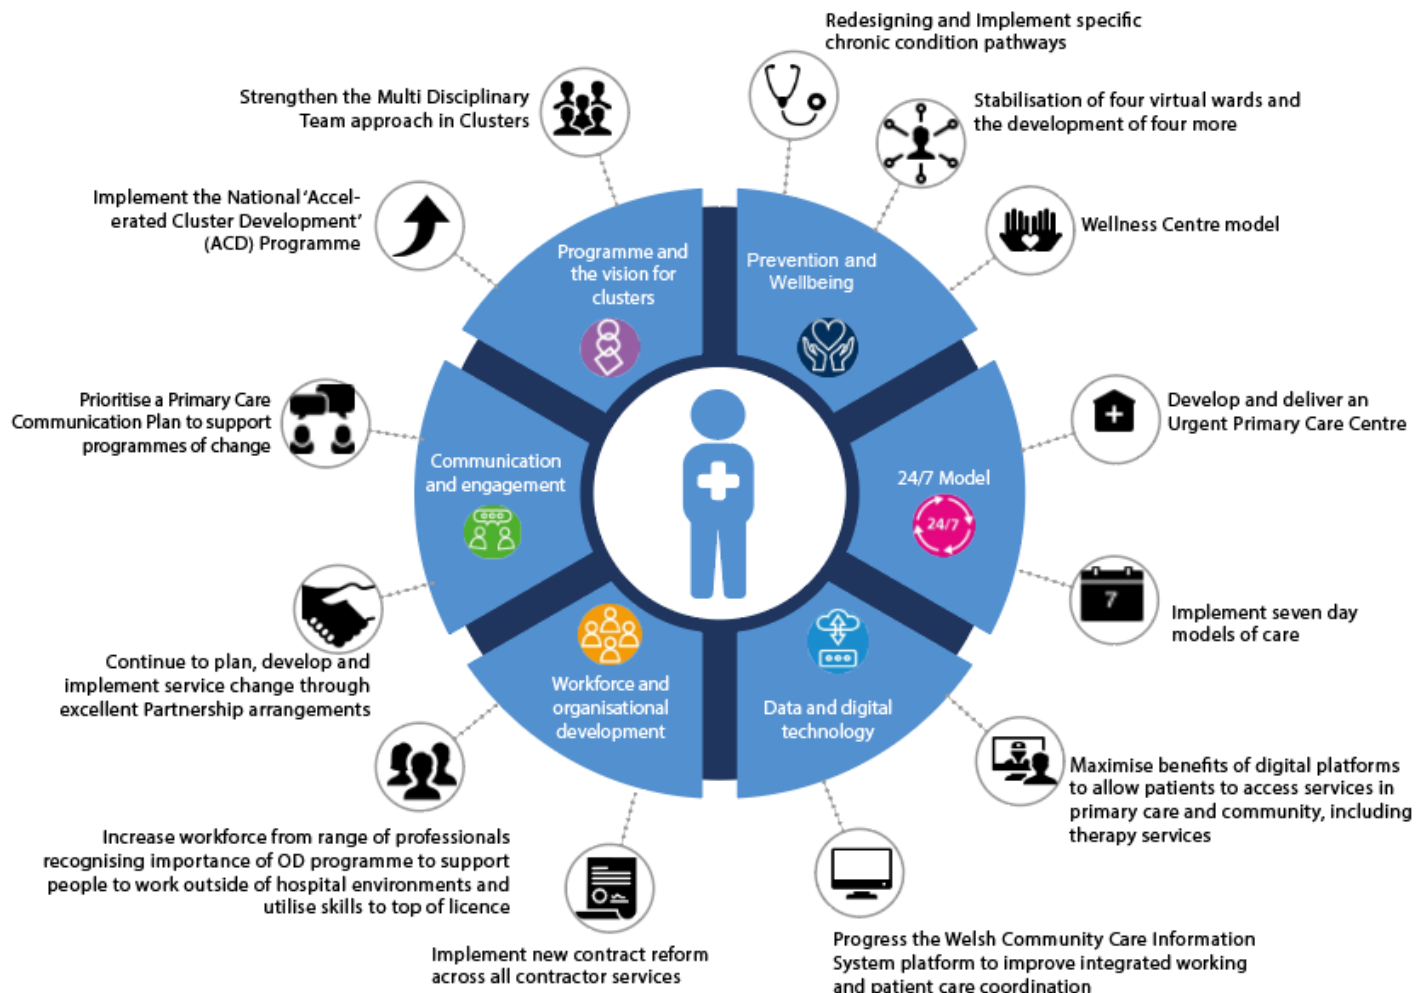 Redesigning and Implement specific
chronic condition pathways
Strengthen the Multi Disciplinary
Team approach in Clusters
Stabilisation of four virtual wards and
the development of four more
Implement the National ‘Accel-
erated Cluster Development’
(ACD) Programme
Wellness Centre model
Programme and
the vision for
clusters
Prevention and
Wellbeing
Prioritise a Primary Care
Communication Plan to support
programmes of change
Develop and deliver an
Urgent Primary Care Centre
Communication
and engagement
24/7 Model
24/7
7
Implement seven day
models of care
Continue to plan, develop and
implement service change through
excellent Partnership arrangements
Workforce and
organisational
development
Data and digital
technology
Maximise benefits of digital platforms
to allow patients to access services in
primary care and community, including
therapy services
Increase workforce from range of professionals
recognising importance of OD programme to support
people to work outside of hospital environments and
utilise skills to top of licence
Implement new contract reform
across all contractor services
Progress the Welsh Community Care Information
System platform to improve integrated working
and patient care coordination